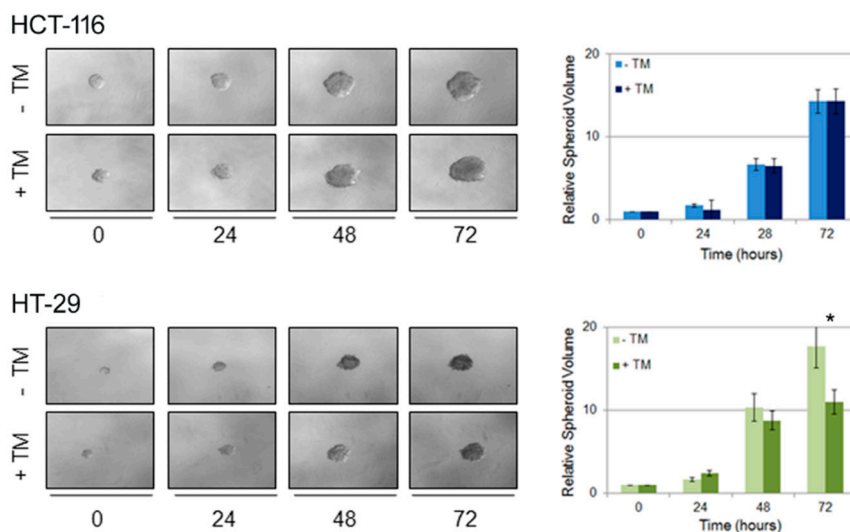 HCT-116
- TM
+ TM
0 24 48 72
Relative Spheroid Volume
20
10
0
- TM
+ TM
0 24 28 72
Time (hours)
HT-29
- TM
+ TM
0 24 48 72
Relative Spheroid Volume
20
10
0
- TM
+ TM
*
0 24 48 72
Time (hours)